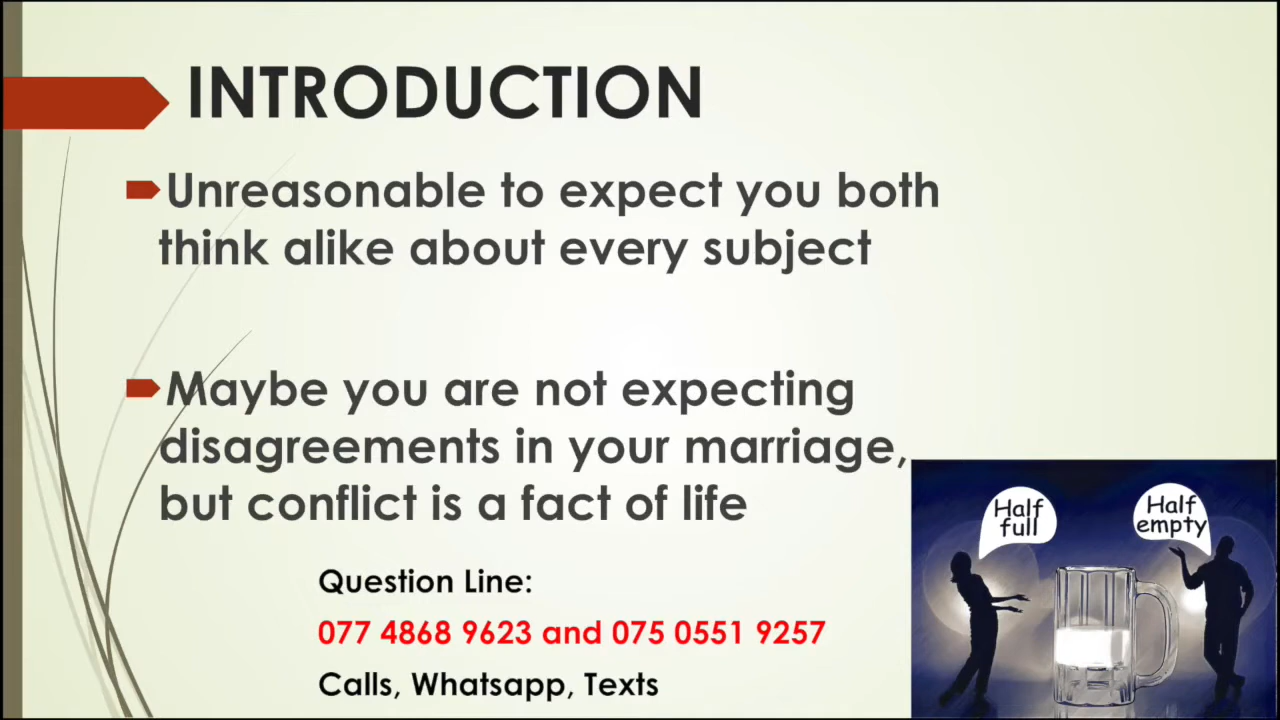 INTRODUCTION
Unreasonable to expect you both
think alike about every subject
Maybe you are not expecting
disagreements in your marriage,
but conflict is a fact of life
Half
full
Half
empty
Question Line:
077 4868 9623 and 075 0551 9257
Calls, Whatsapp, Texts